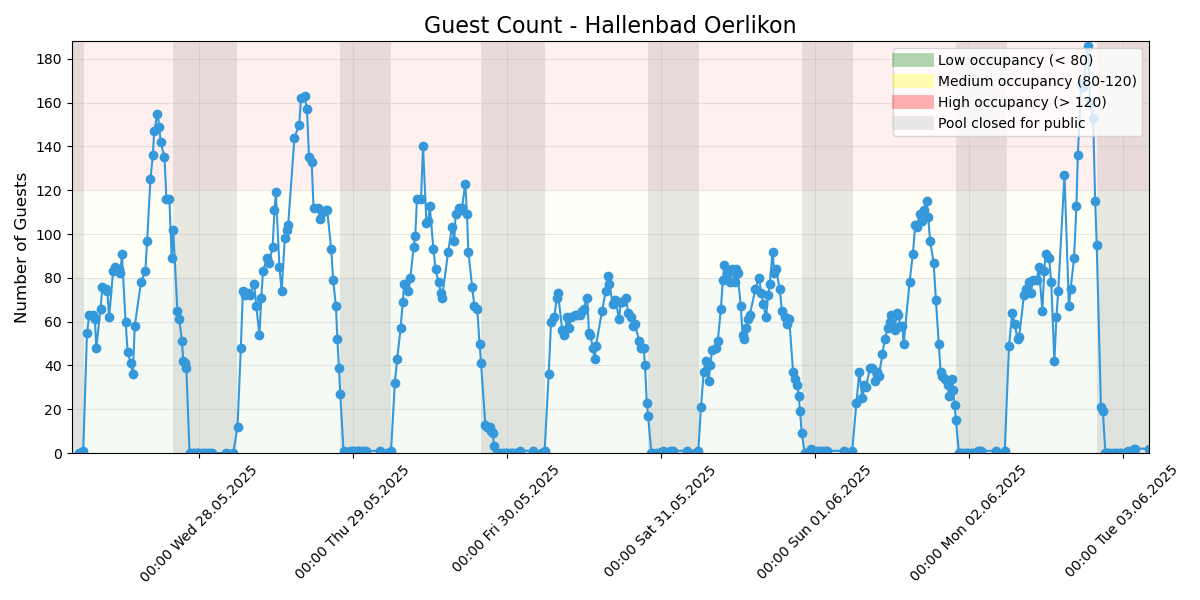 Guest Count - Hallenbad Oerlikon
Low occupancy (< 80)
Medium occupancy (80-120)
High occupancy (> 120)
Pool closed for public
Number of Guests
180
160
140
120
100
80
60
40
20
0
00:00 Wed 28.05.2025
00:00 Thu 29.05.2025
00:00 Fri 30.05.2025
00:00 Sat 31.05.2025
00:00 Sun 01.06.2025
00:00 Mon 02.06.2025
00:00 Tue 03.06.2025